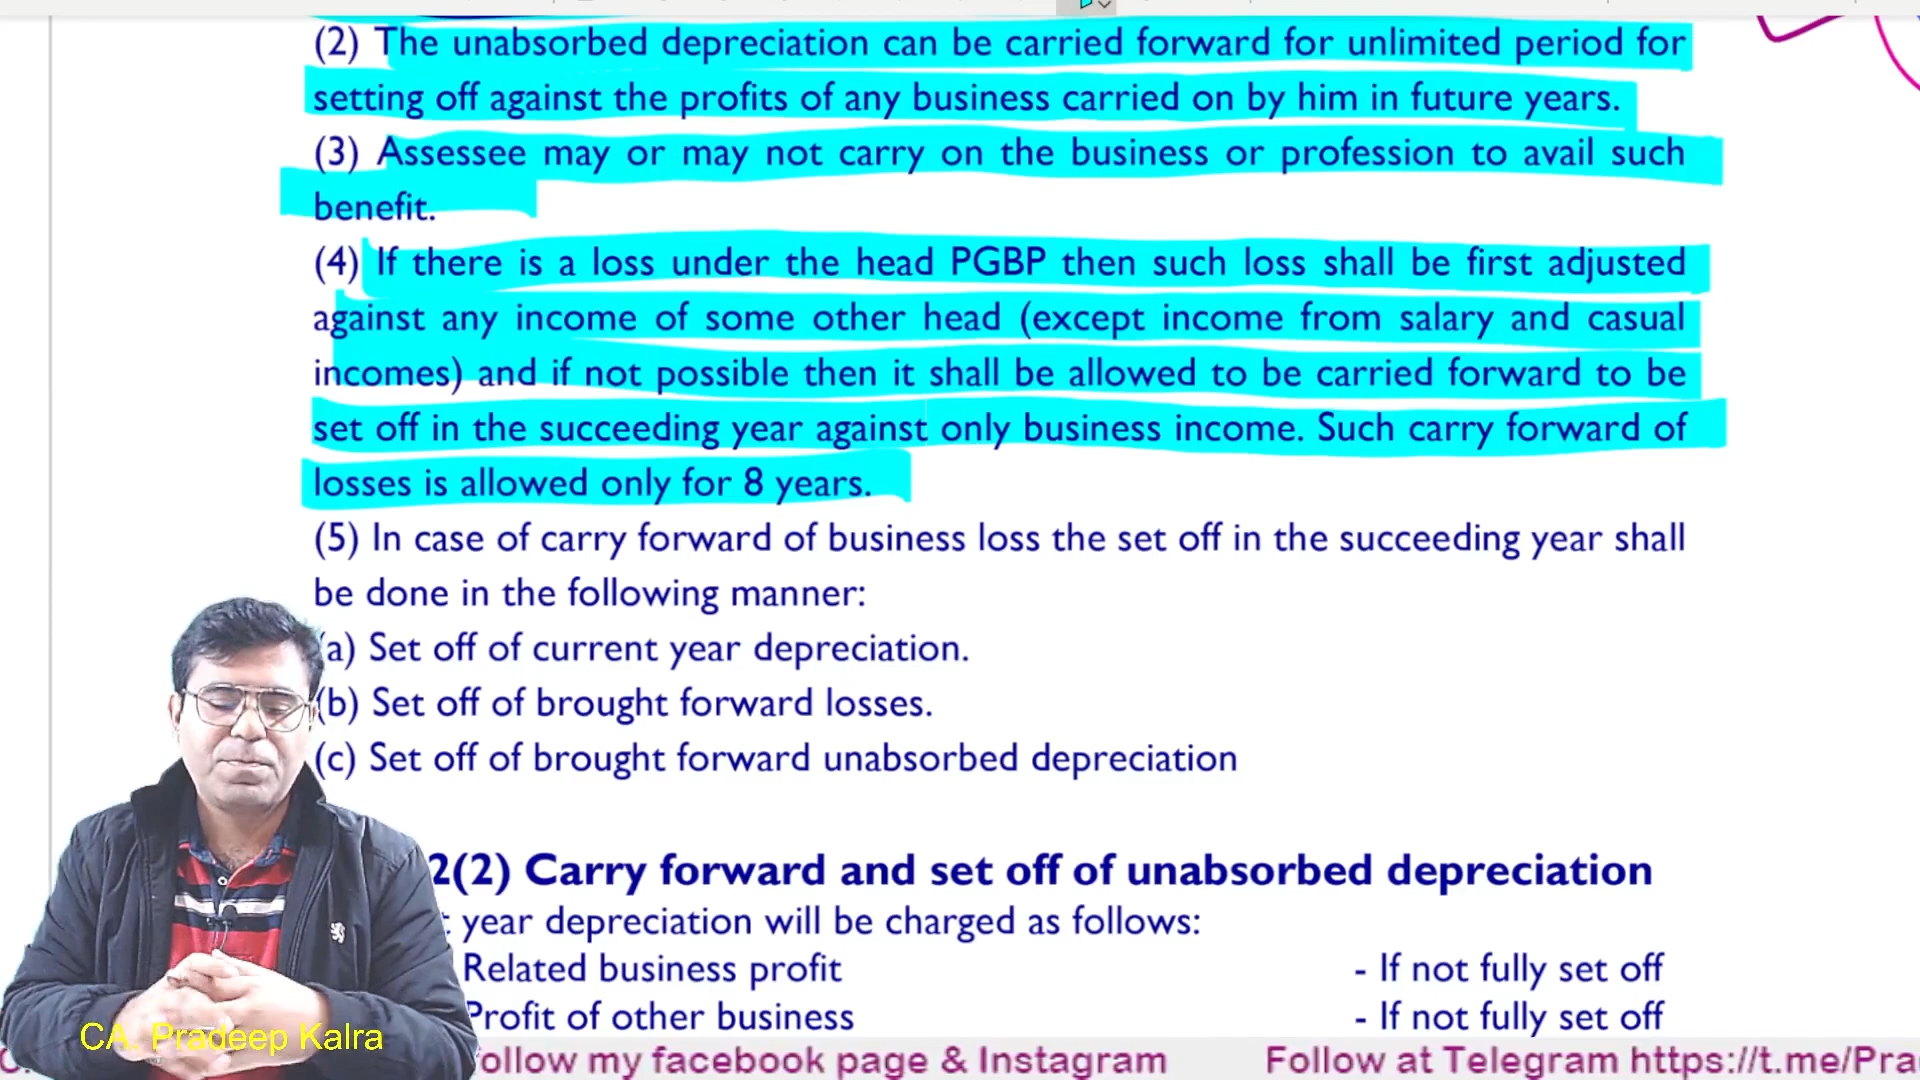 (2) The unabsorbed depreciation can be carried forward for unlimited period for
setting off against the profits of any business carried on by him in future years.
(3) Assessee may or may not carry on the business or profession to avail such
benefit.
(4) If there is a loss under the head PGBP then such loss shall be first adjusted
against any income of some other head (except income from salary and casual
incomes) and if not possible then it shall be allowed to be carried forward to be
set off in the succeeding year against only business income. Such carry forward of
losses is allowed only for 8 years.
(5) In case of carry forward of business loss the set off in the succeeding year shall
be done in the following manner:
(a) Set off of current year depreciation.
(b) Set off of brought forward losses.
(c) Set off of brought forward unabsorbed depreciation
2(2) Carry forward and set off of unabsorbed depreciation
year depreciation will be charged as follows:
Related business profit - If not fully set off
Profit of other business - If not fully set off
CA. Pradeep Kalra
ollow my facebook page & Instagram Follow at Telegram https://t.me/Pra